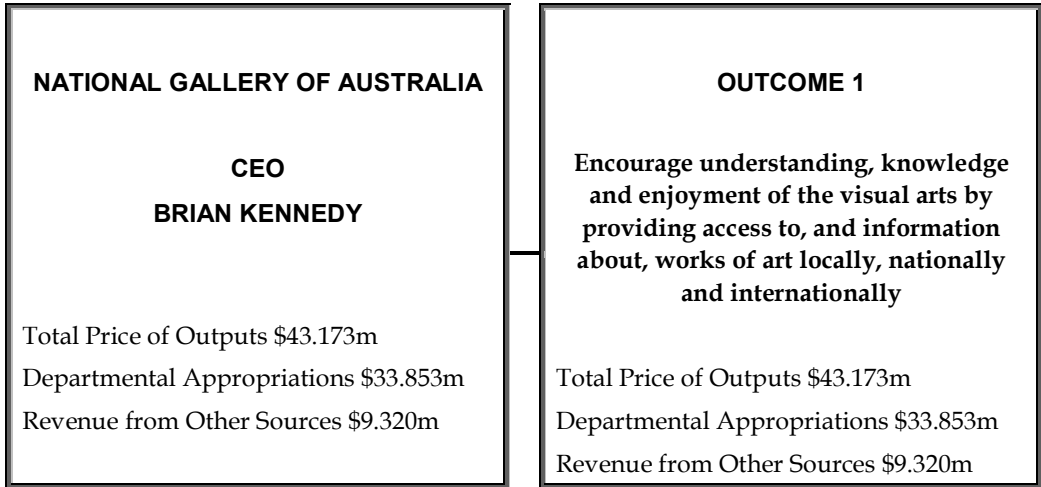 NATIONAL GALLERY OF AUSTRALIA
CEO
BRIAN KENNEDY
Total Price of Outputs $43.173m
Departmental Appropriations $33.853m
Revenue from Other Sources $9.320m
OUTCOME 1
Encourage understanding, knowledge
and enjoyment of the visual arts by
providing access to, and information
about, works of art locally, nationally
and internationally
Total Price of Outputs $43.173m
Departmental Appropriations $33.853m
Revenue from Other Sources $9.320m